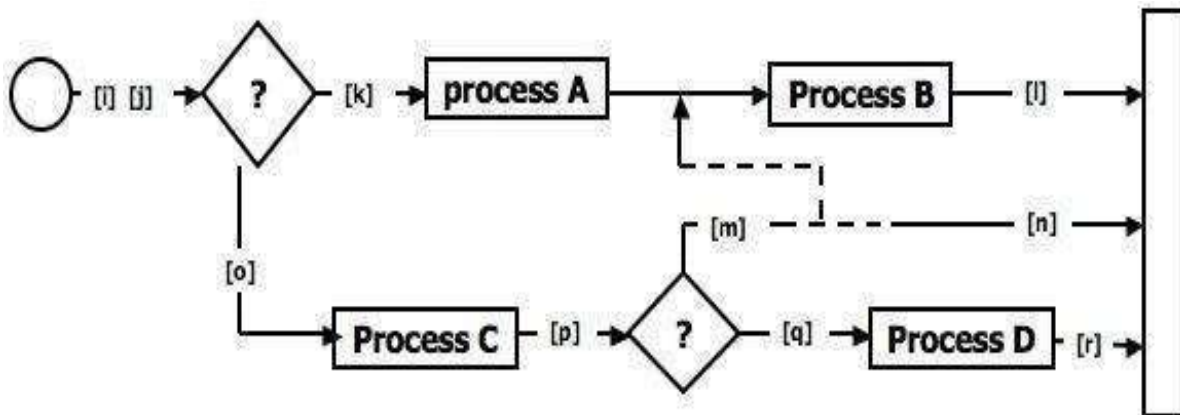 [i] [j]
?
[k]
process A
Process B
[l]
[m]
[n]
[o]
Process C
[p]
?
[q]
Process D
[r]